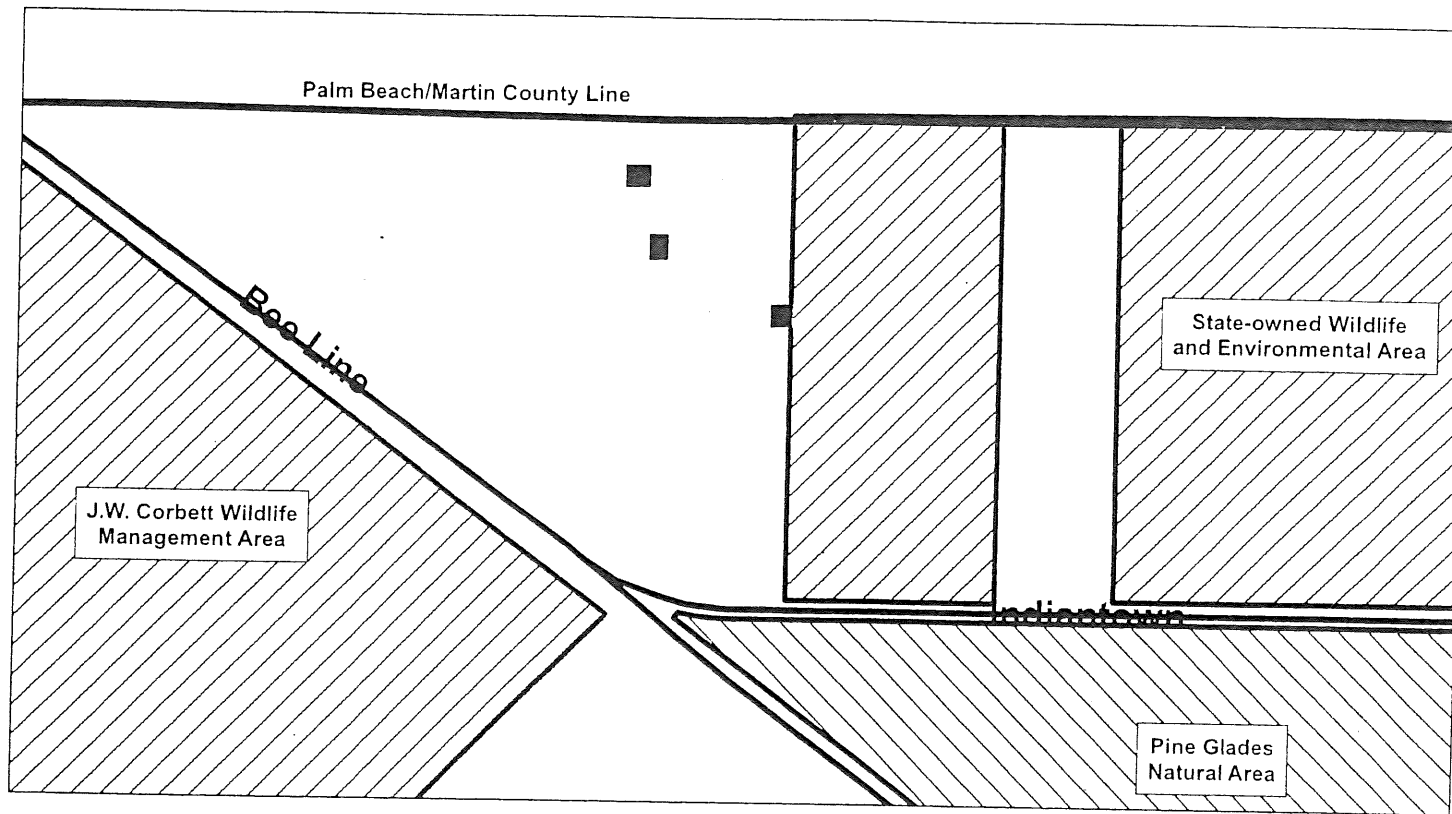 Palm Beach/Martin County Line
Bee Line
State-owned Wildlife
and Environmental Area
J.W. Corbett Wildlife
Management Area
Indiantown
Pine Glades
Natural Area